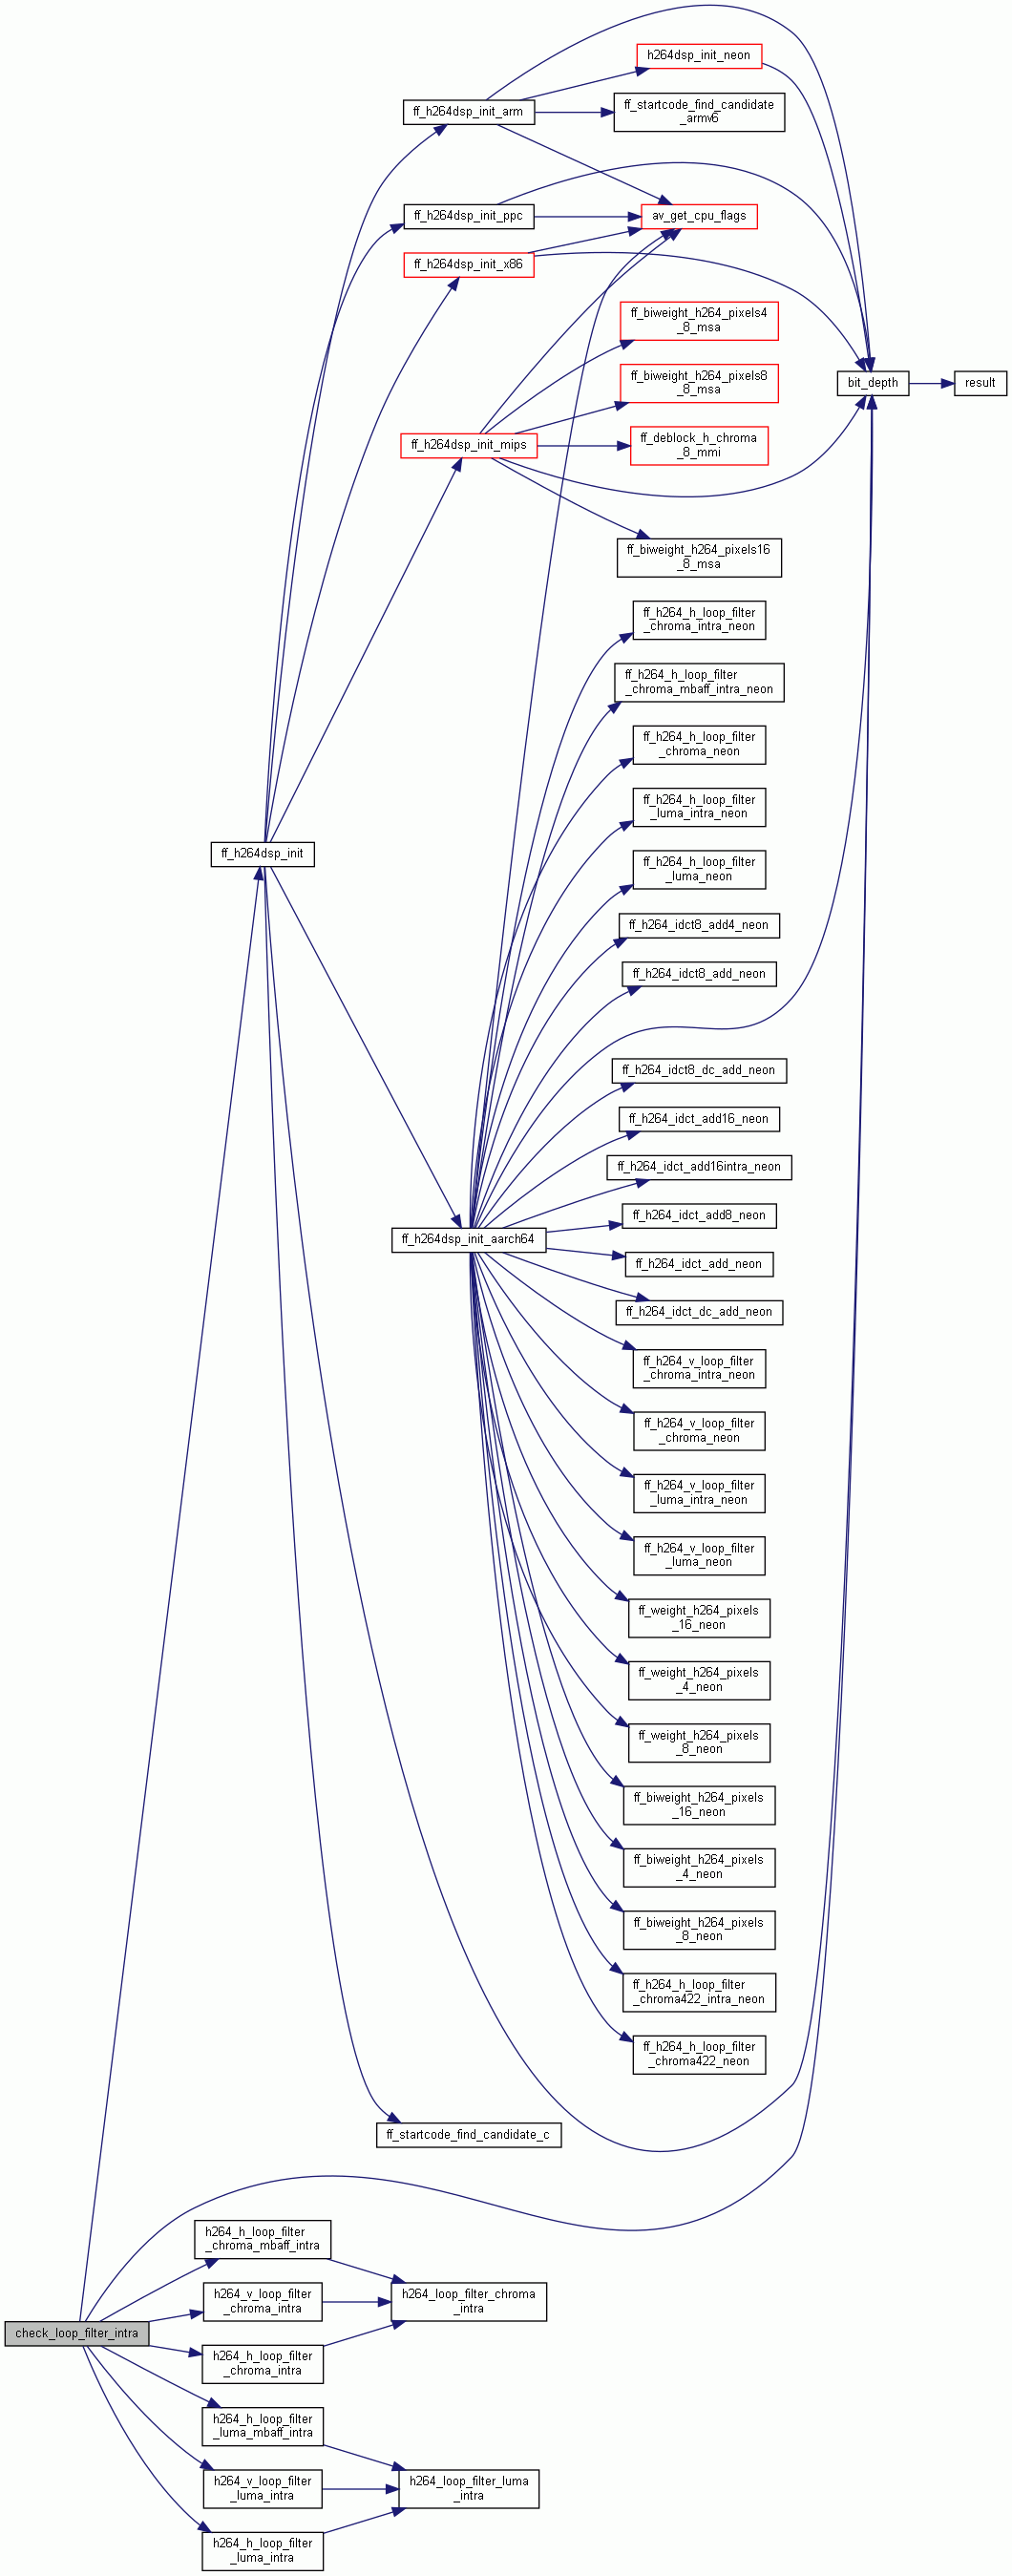 h264dsp_init_neon
ff_startcode_find_candidate
_armv6
ff_h264dsp_init_arm
ff_h264dsp_init_ppc
av_get_cpu_flags
ff_h264dsp_init_x86
ff_biweight_h264_pixels4
_8_msa
ff_biweight_h264_pixels8
_8_msa
bit_depth
result
ff_h264dsp_init_mips
ff_deblock_h_chroma
_8_mmi
ff_biweight_h264_pixels16
_8_msa
ff_h264_h_loop_filter
_chroma_intra_neon
ff_h264_h_loop_filter
_chroma_mbaff_intra_neon
ff_h264_h_loop_filter
_chroma_neon
ff_h264_h_loop_filter
_luma_intra_neon
ff_h264dsp_init
ff_h264_h_loop_filter
_luma_neon
ff_h264_idct8_add4_neon
ff_h264_idct8_add_neon
ff_h264_idct8_dc_add_neon
ff_h264_idct_add16_neon
ff_h264_idct_add16intra_neon
ff_h264_idct_add8_neon
ff_h264dsp_init_aarch64
ff_h264_idct_add_neon
ff_h264_idct_dc_add_neon
ff_h264_v_loop_filter
_chroma_intra_neon
ff_h264_v_loop_filter
_chroma_neon
ff_h264_v_loop_filter
_luma_intra_neon
ff_h264_v_loop_filter
_luma_neon
ff_weight_h264_pixels
_16_neon
ff_weight_h264_pixels
_4_neon
ff_weight_h264_pixels
_8_neon
ff_biweight_h264_pixels
_16_neon
ff_biweight_h264_pixels
_4_neon
ff_biweight_h264_pixels
_8_neon
ff_h264_h_loop_filter
_chroma422_intra_neon
ff_h264_h_loop_filter
_chroma422_neon
ff_startcode_find_candidate_c
h264_h_loop_filter
_chroma_mbaff_intra
h264_v_loop_filter
_chroma_intra
h264_loop_filter_chroma
_intra
check_loop_filter_intra
h264_h_loop_filter
_chroma_intra
h264_h_loop_filter
_luma_mbaff_intra
h264_v_loop_filter
_luma_intra
h264_loop_filter_luma
_intra
h264_h_loop_filter
_luma_intra